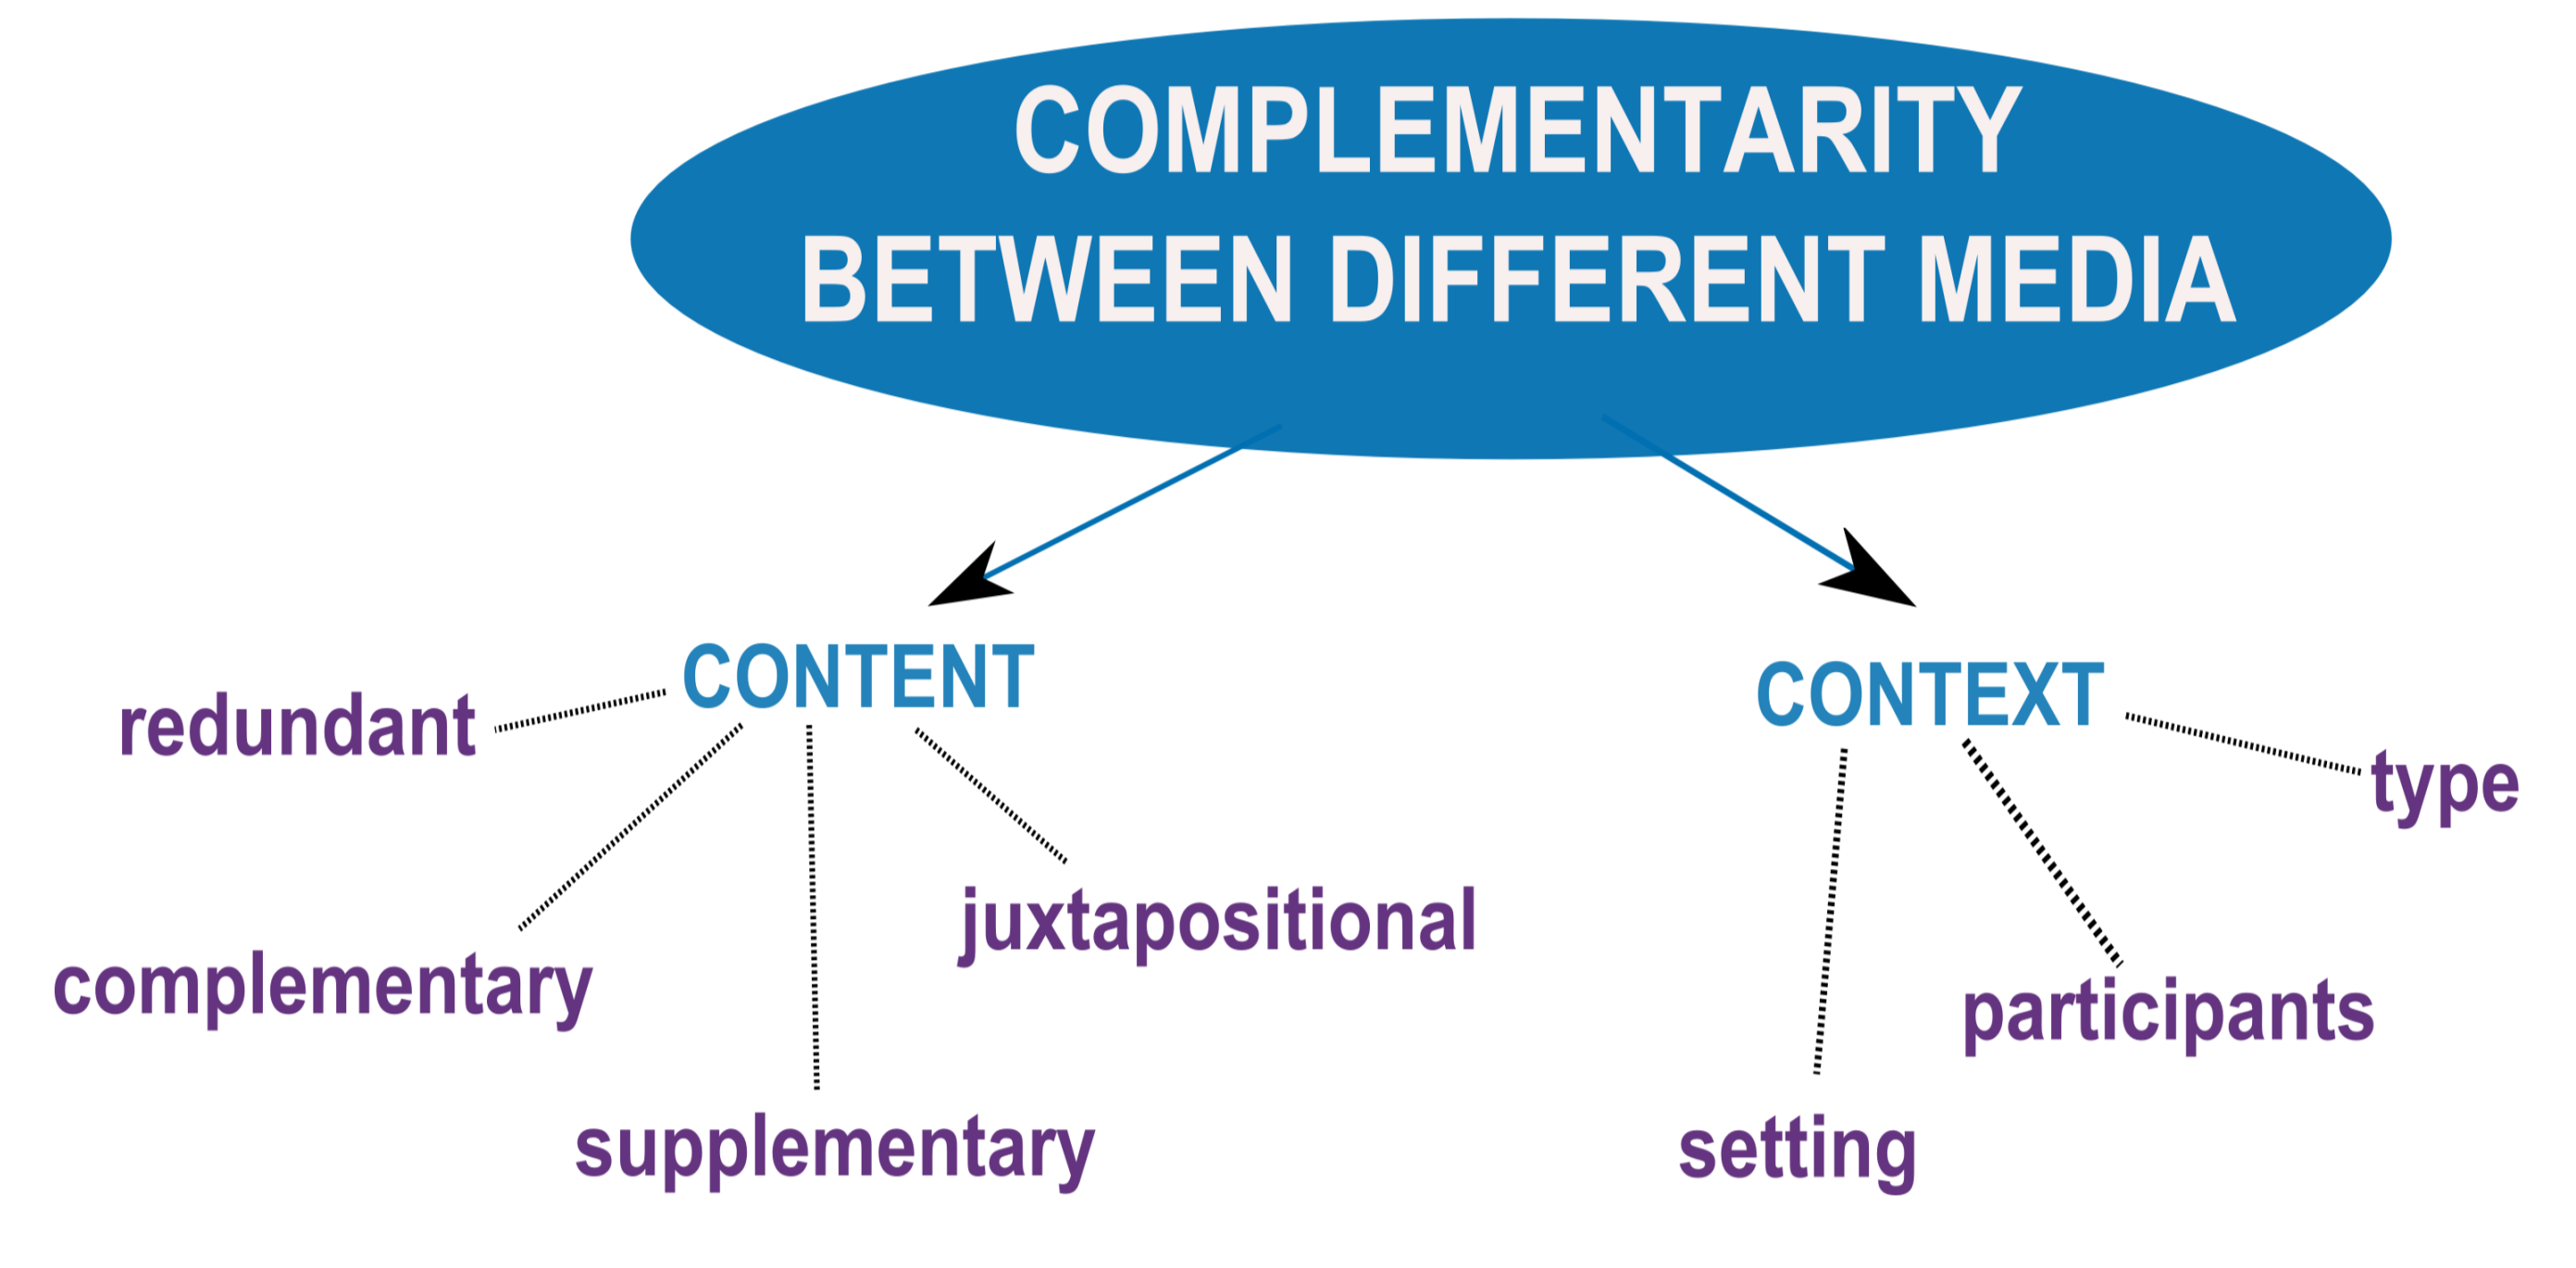 COMPLEMENTARITY
BETWEEN DIFFERENT MEDIA
CONTENT
redundant
complementary
supplementary
juxtapositional
CONTEXT
type
participants
setting